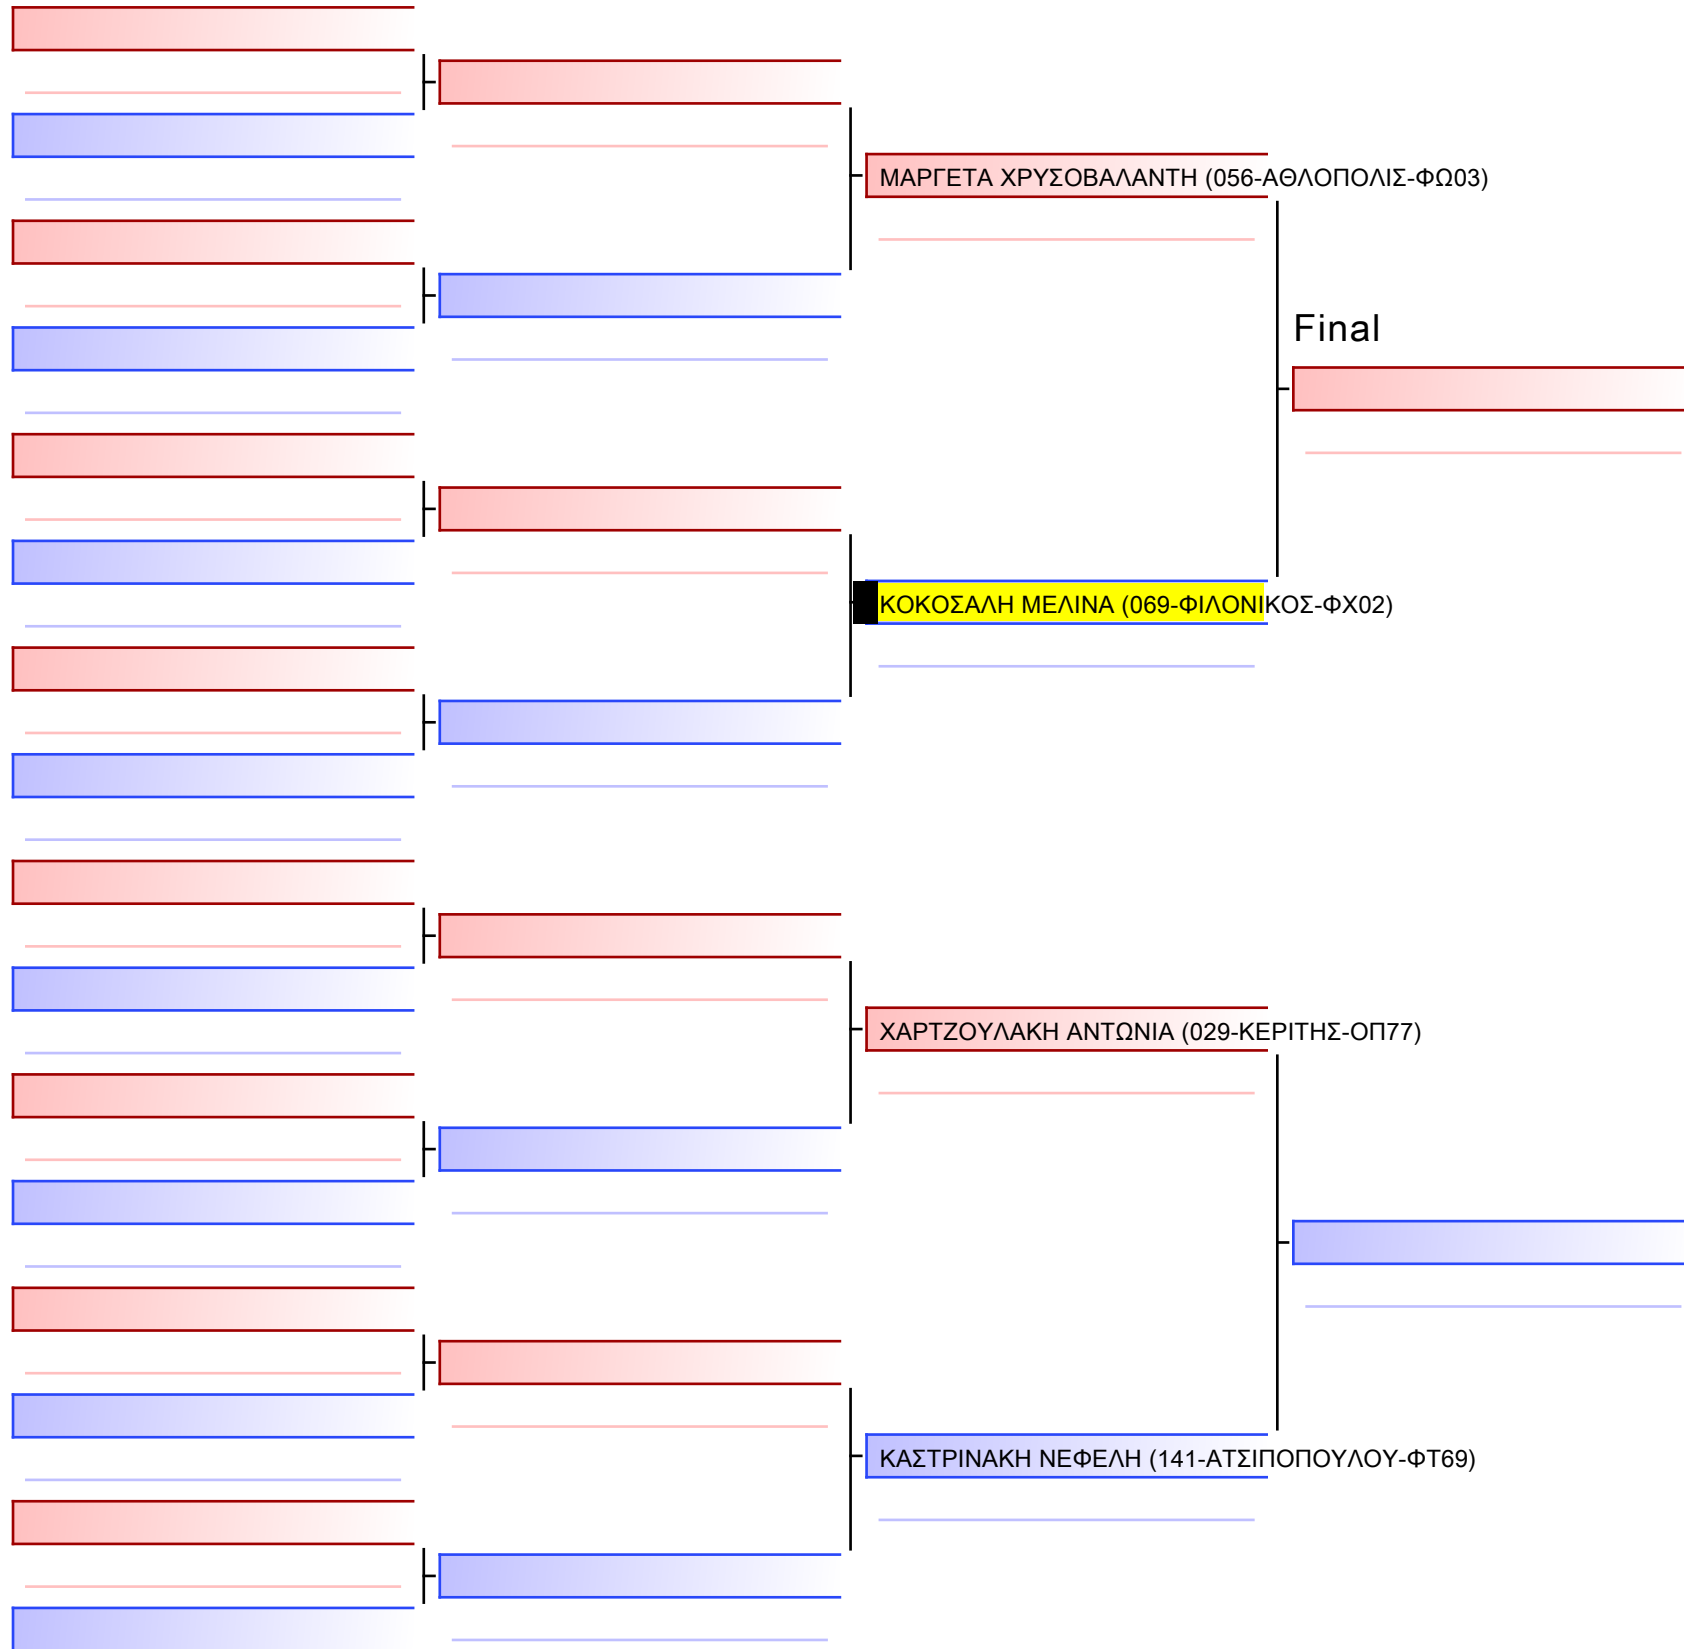 ΜΑΡΓΕΤΑ ΧΡΥΣΟΒΑΛΑΝΤΗ (056-ΑΘΛΟΠΟΛΙΣ-ΦΩ03)
Final
ΚΟΚΟΣΑΛΗ ΜΕΛΙΝΑ (069-ΦΙΛΟΝΙΚΟΣ-ΦΧ02)
ΧΑΡΤΖΟΥΛΑΚΗ ΑΝΤΩΝΙΑ (029-ΚΕΡΙΤΗΣ-ΟΠ77)
ΚΑΣΤΡΙΝΑΚΗ ΝΕΦΕΛΗ (141-ΑΤΣΙΠΟΠΟΥΛΟΥ-ΦΤ69)